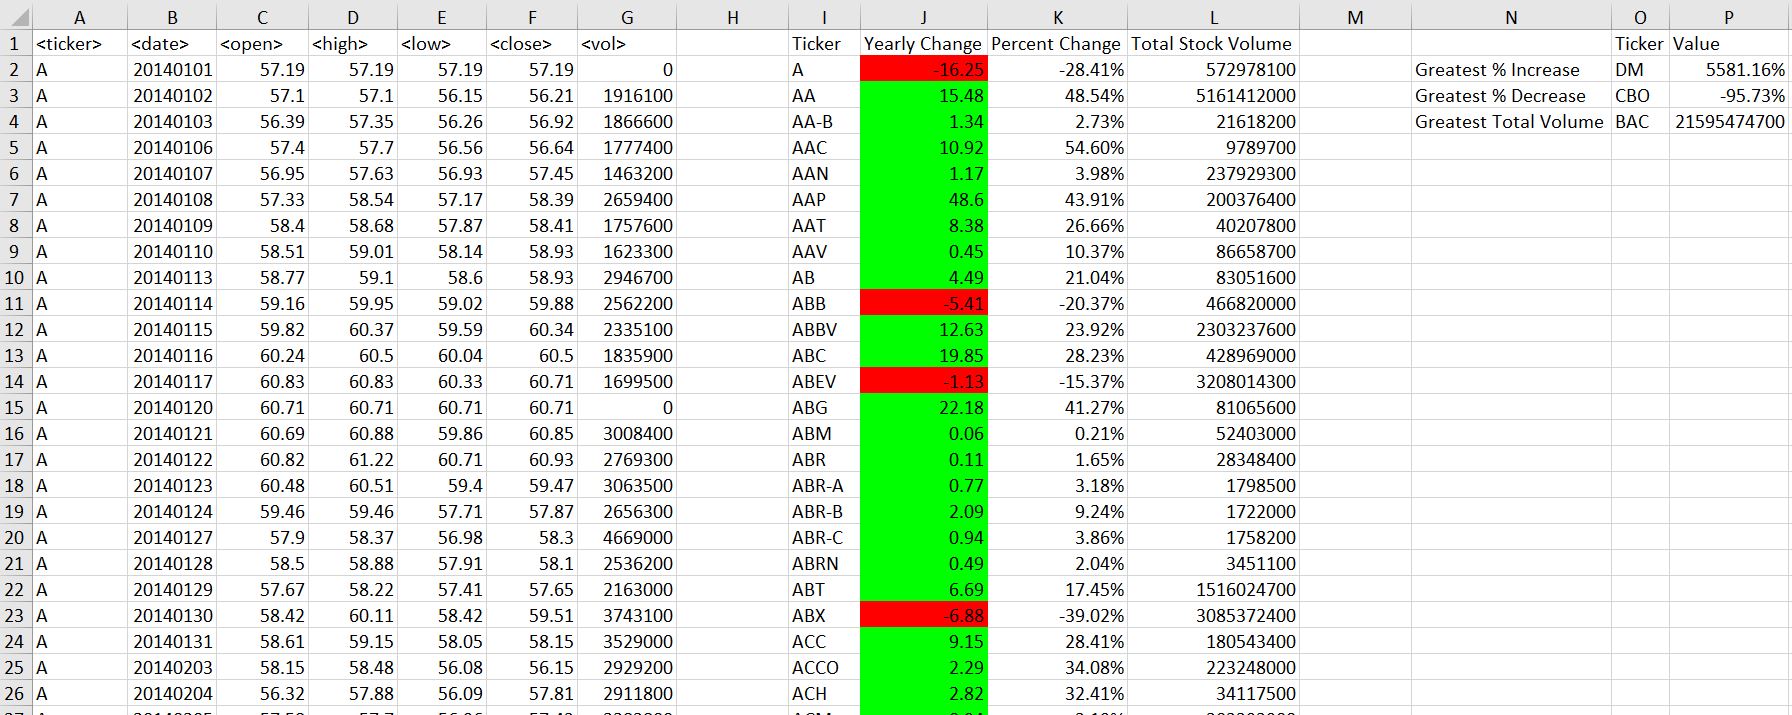 A B C D E F G H I J K L M N O P
1 <ticker> <date> <open> <high> <low> <close> <vol> Ticker Yearly Change Percent Change Total Stock Volume Ticker Value
2 A 20140101 57.19 57.19 57.19 57.19 0 A -16.25 -28.41% 572978100 Greatest % Increase DM 5581.16%
3 A 20140102 57.1 57.1 56.15 56.21 1916100 AA 15.48 48.54% 5161412000 Greatest % Decrease CBO -95.73%
4 A 20140103 56.39 57.35 56.26 56.92 1866600 AA-B 1.34 2.73% 21618200 Greatest Total Volume BAC 21595474700
5 A 20140106 57.4 57.7 56.56 56.64 1777400 AAC 10.92 54.60% 9789700
6 A 20140107 56.95 57.63 56.93 57.45 1463200 AAN 1.17 3.98% 237929300
7 A 20140108 57.33 58.54 57.17 58.39 2659400 AAP 48.6 43.91% 200376400
8 A 20140109 58.4 58.68 57.87 58.41 1757600 AAT 8.38 26.66% 40207800
9 A 20140110 58.51 59.01 58.14 58.93 1623300 AAV 0.45 10.37% 86658700
10 A 20140113 58.77 59.1 58.6 58.93 2946700 AB 4.49 21.04% 83051600
11 A 20140114 59.16 59.95 59.02 59.88 2562200 ABB -5.41 -20.37% 466820000
12 A 20140115 59.82 60.37 59.59 60.34 2335100 ABBV 12.63 23.92% 2303237600
13 A 20140116 60.24 60.5 60.04 60.5 1835900 ABC 19.85 28.23% 428969000
14 A 20140117 60.83 60.83 60.33 60.71 1699500 ABEV -1.13 -15.37% 3208014300
15 A 20140120 60.71 60.71 60.71 60.71 0 ABG 22.18 41.27% 81065600
16 A 20140121 60.69 60.88 59.86 60.85 3008400 ABM 0.06 0.21% 52403000
17 A 20140122 60.82 61.22 60.71 60.93 2769300 ABR 0.11 1.65% 28348400
18 A 20140123 60.48 60.51 59.4 59.47 3063500 ABR-A 0.77 3.18% 1798500
19 A 20140124 59.46 59.46 57.71 57.87 2656300 ABR-B 2.09 9.24% 1722000
20 A 20140127 57.9 58.37 56.98 58.3 4669000 ABR-C 0.94 3.86% 1758200
21 A 20140128 58.5 58.88 57.91 58.1 2536200 ABRN 0.49 2.04% 3451100
22 A 20140129 57.67 58.22 57.41 57.65 2163000 ABT 6.69 17.45% 1516024700
23 A 20140130 58.42 60.11 58.42 59.51 3743100 ABX -6.88 -39.02% 3085372400
24 A 20140131 58.61 59.15 58.05 58.15 3529000 ACC 9.15 28.41% 180543400
25 A 20140203 58.15 58.48 56.08 56.15 2929200 ACCO 2.29 34.08% 223248000
26 A 20140204 56.32 57.88 56.09 57.81 2911800 ACH 2.82 32.41% 34117500